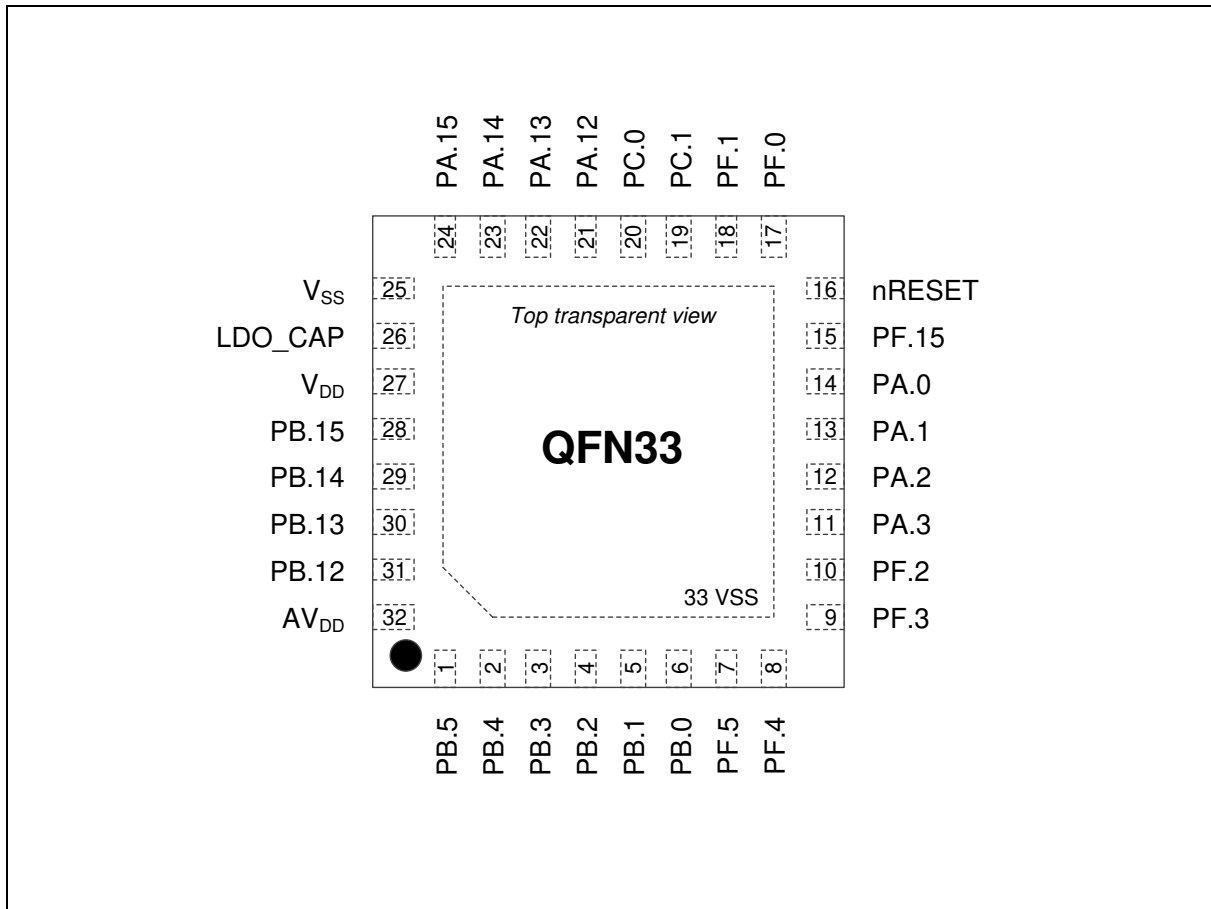 PA.15
PA.14
PA.13
PA.12
PC.0
PC.1
PF.1
PF.0
24
23
22
21
20
19
18
17
V_SS 25
LDO_CAP 26
V_DD 27
PB.15 28
PB.14 29
PB.13 30
PB.12 31
AV_DD 32
Top transparent view
QFN33
33 VSS
16 nRESET
15 PF.15
14 PA.0
13 PA.1
12 PA.2
11 PA.3
10 PF.2
9 PF.3
1
2
3
4
5
6
7
8
PB.5
PB.4
PB.3
PB.2
PB.1
PB.0
PF.5
PF.4